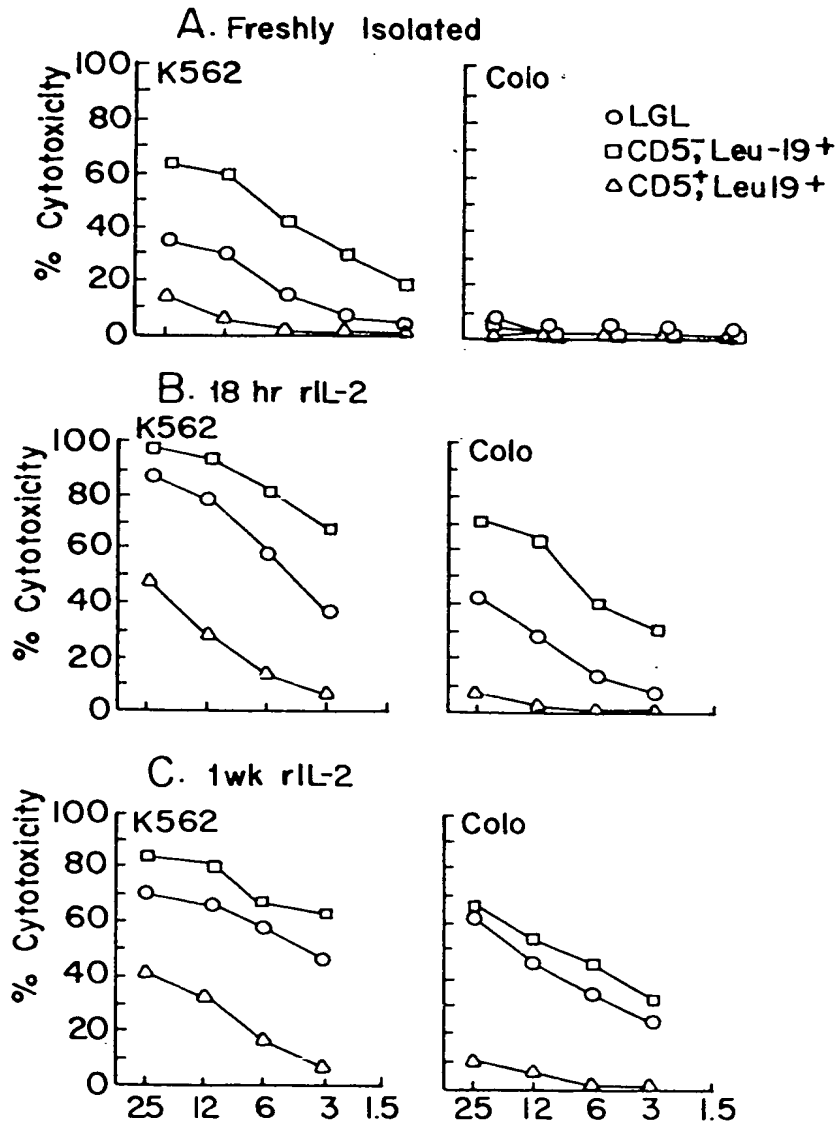 A. Freshly Isolated
% Cytotoxicity
100
80
60
40
20
0
K562
Colo
LGL
CD5⁻, Leu-19+
CD5⁺, Leu19+
B. 18 hr rIL-2
% Cytotoxicity
100
80
60
40
20
0
K562
Colo
C. 1wk rIL-2
% Cytotoxicity
100
80
60
40
20
0
K562
Colo
25 12 6 3 1.5
25 12 6 3 1.5